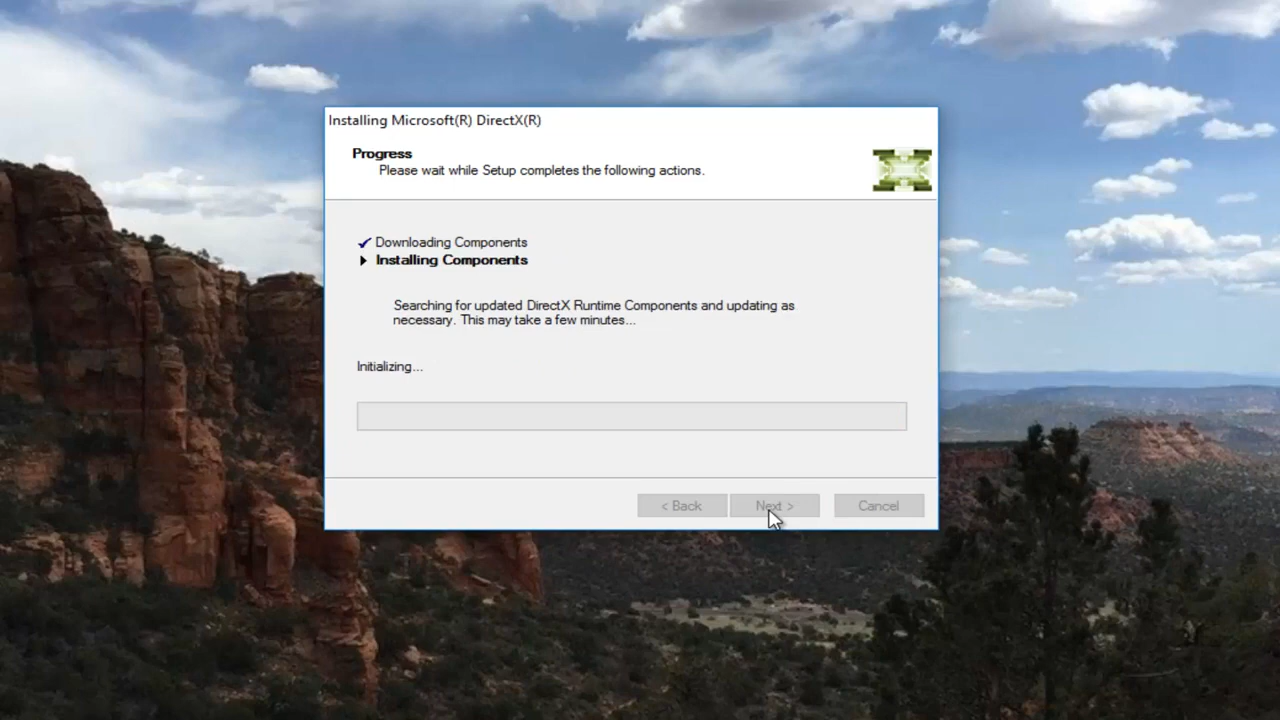 Installing Microsoft(R) DirectX(R)
Progress
Please wait while Setup completes the following actions.
Downloading Components
Installing Components
Searching for updated DirectX Runtime Components and updating as
necessary. This may take a few minutes...
Initializing...
< Back
Next >
Cancel